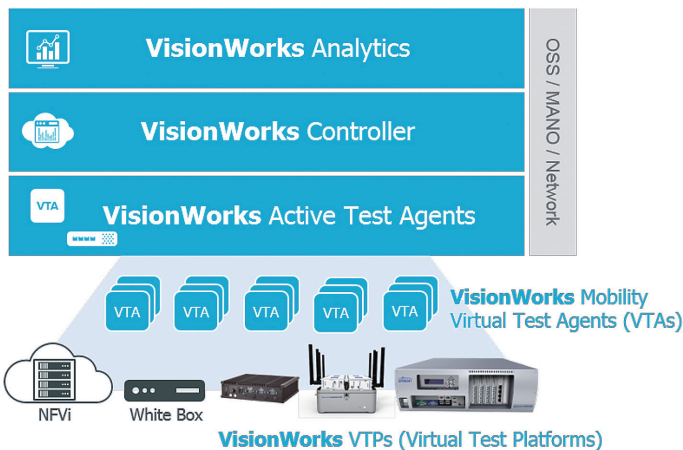 VisionWorks Analytics
VisionWorks Controller
VTA
VisionWorks Active Test Agents
OSS / MANO / Network
VTA
VTA
VTA
VTA
VTA
VisionWorks Mobility
Virtual Test Agents (VTAs)
NFVi
White Box
VisionWorks VTPs (Virtual Test Platforms)